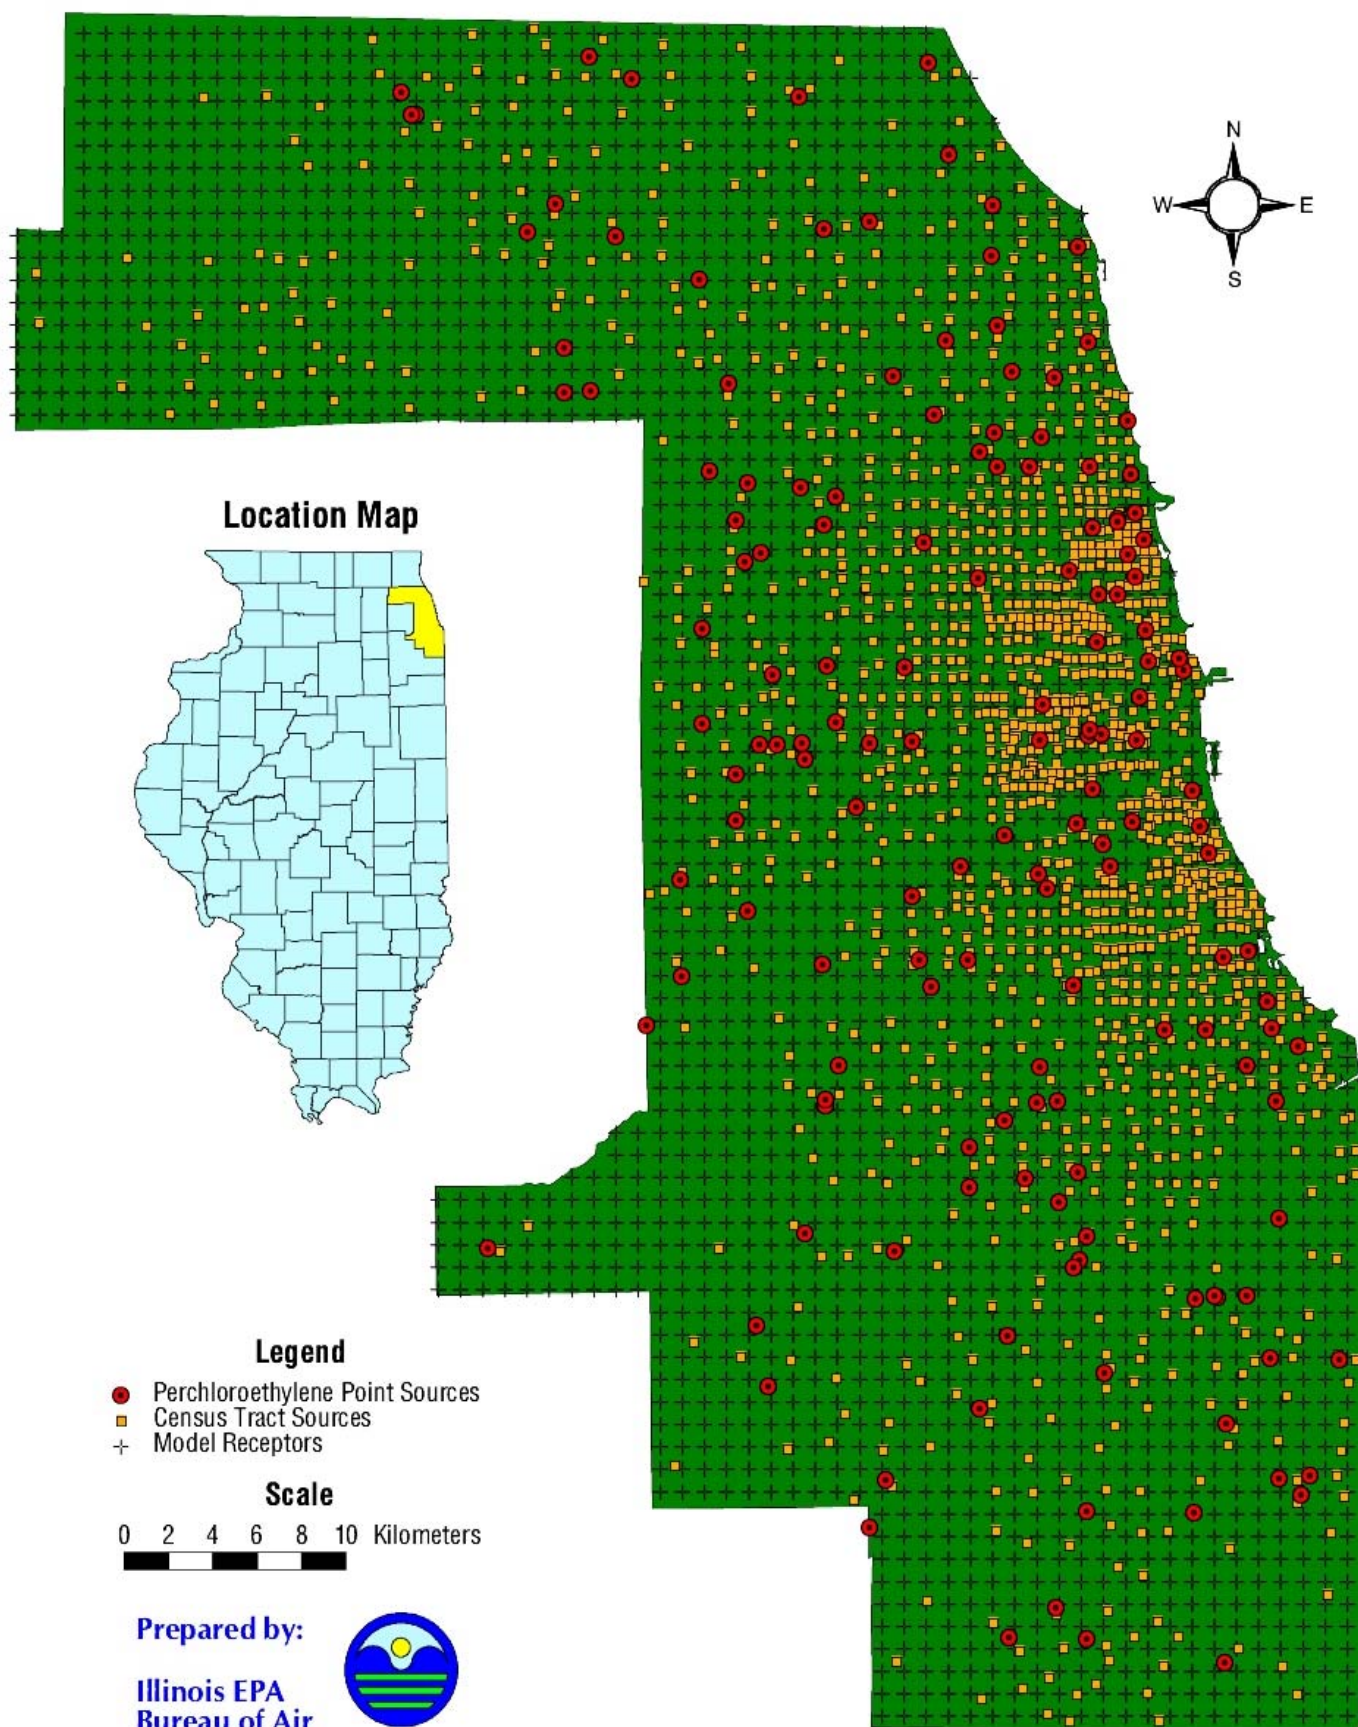 N
W E
S
Location Map
Legend
Perchloroethylene Point Sources
Census Tract Sources
Model Receptors
Scale
0 2 4 6 8 10 Kilometers
Prepared by:
Illinois EPA
Bureau of Air